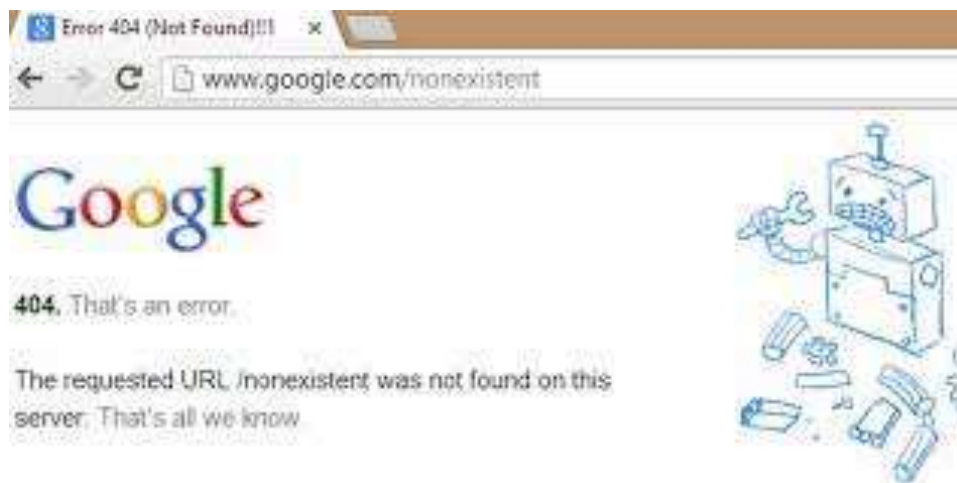 Error 404 (Not Found)!!1
www.google.com/nonexistent
Google
404. That's an error.
The requested URL /nonexistent was not found on this
server. That's all we know.